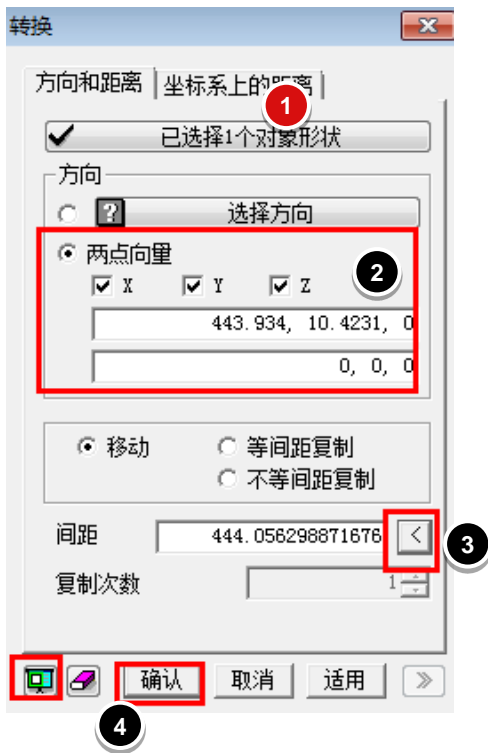 转换
方向和距离 坐标系上的距离
1
已选择1个对象形状
方向
? 选择方向
两点向量 2
X Y Z
443.934, 10.4231, 0
0, 0, 0
移动 等间距复制
不等间距复制
间距 444.056298871676 < 3
复制次数 1
确认 取消 适用 >>
4